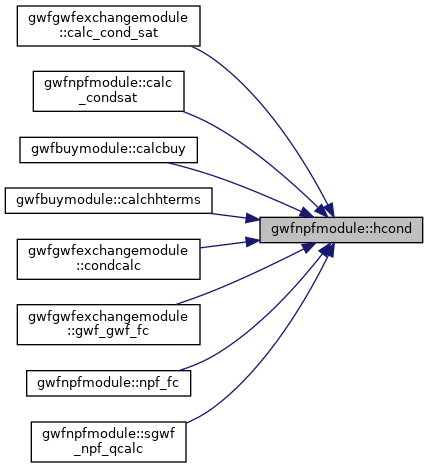 gwfgwfexchangemodule
::calc_cond_sat
gwfnpfmodule::calc
_condsat
gwfbuymodule::calcbuy
gwfbuymodule::calchhterms
gwfnpfmodule::hcond
gwfgwfexchangemodule
::condcalc
gwfgwfexchangemodule
::gwf_gwf_fc
gwfnpfmodule::npf_fc
gwfnpfmodule::sgwf
_npf_qcalc